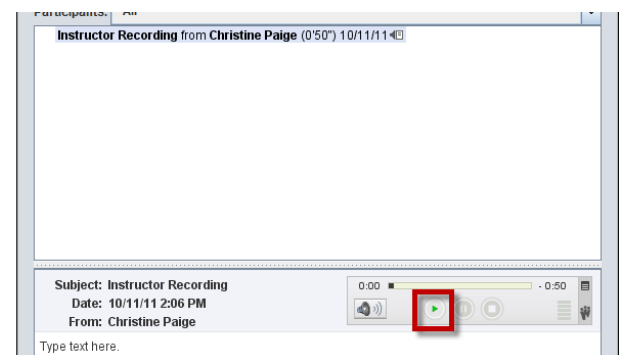 Participants: All
Instructor Recording from Christine Paige (0'50") 10/11/11
Subject: Instructor Recording
0:00 - 0:50
Date: 10/11/11 2:06 PM
From: Christine Paige
Type text here.